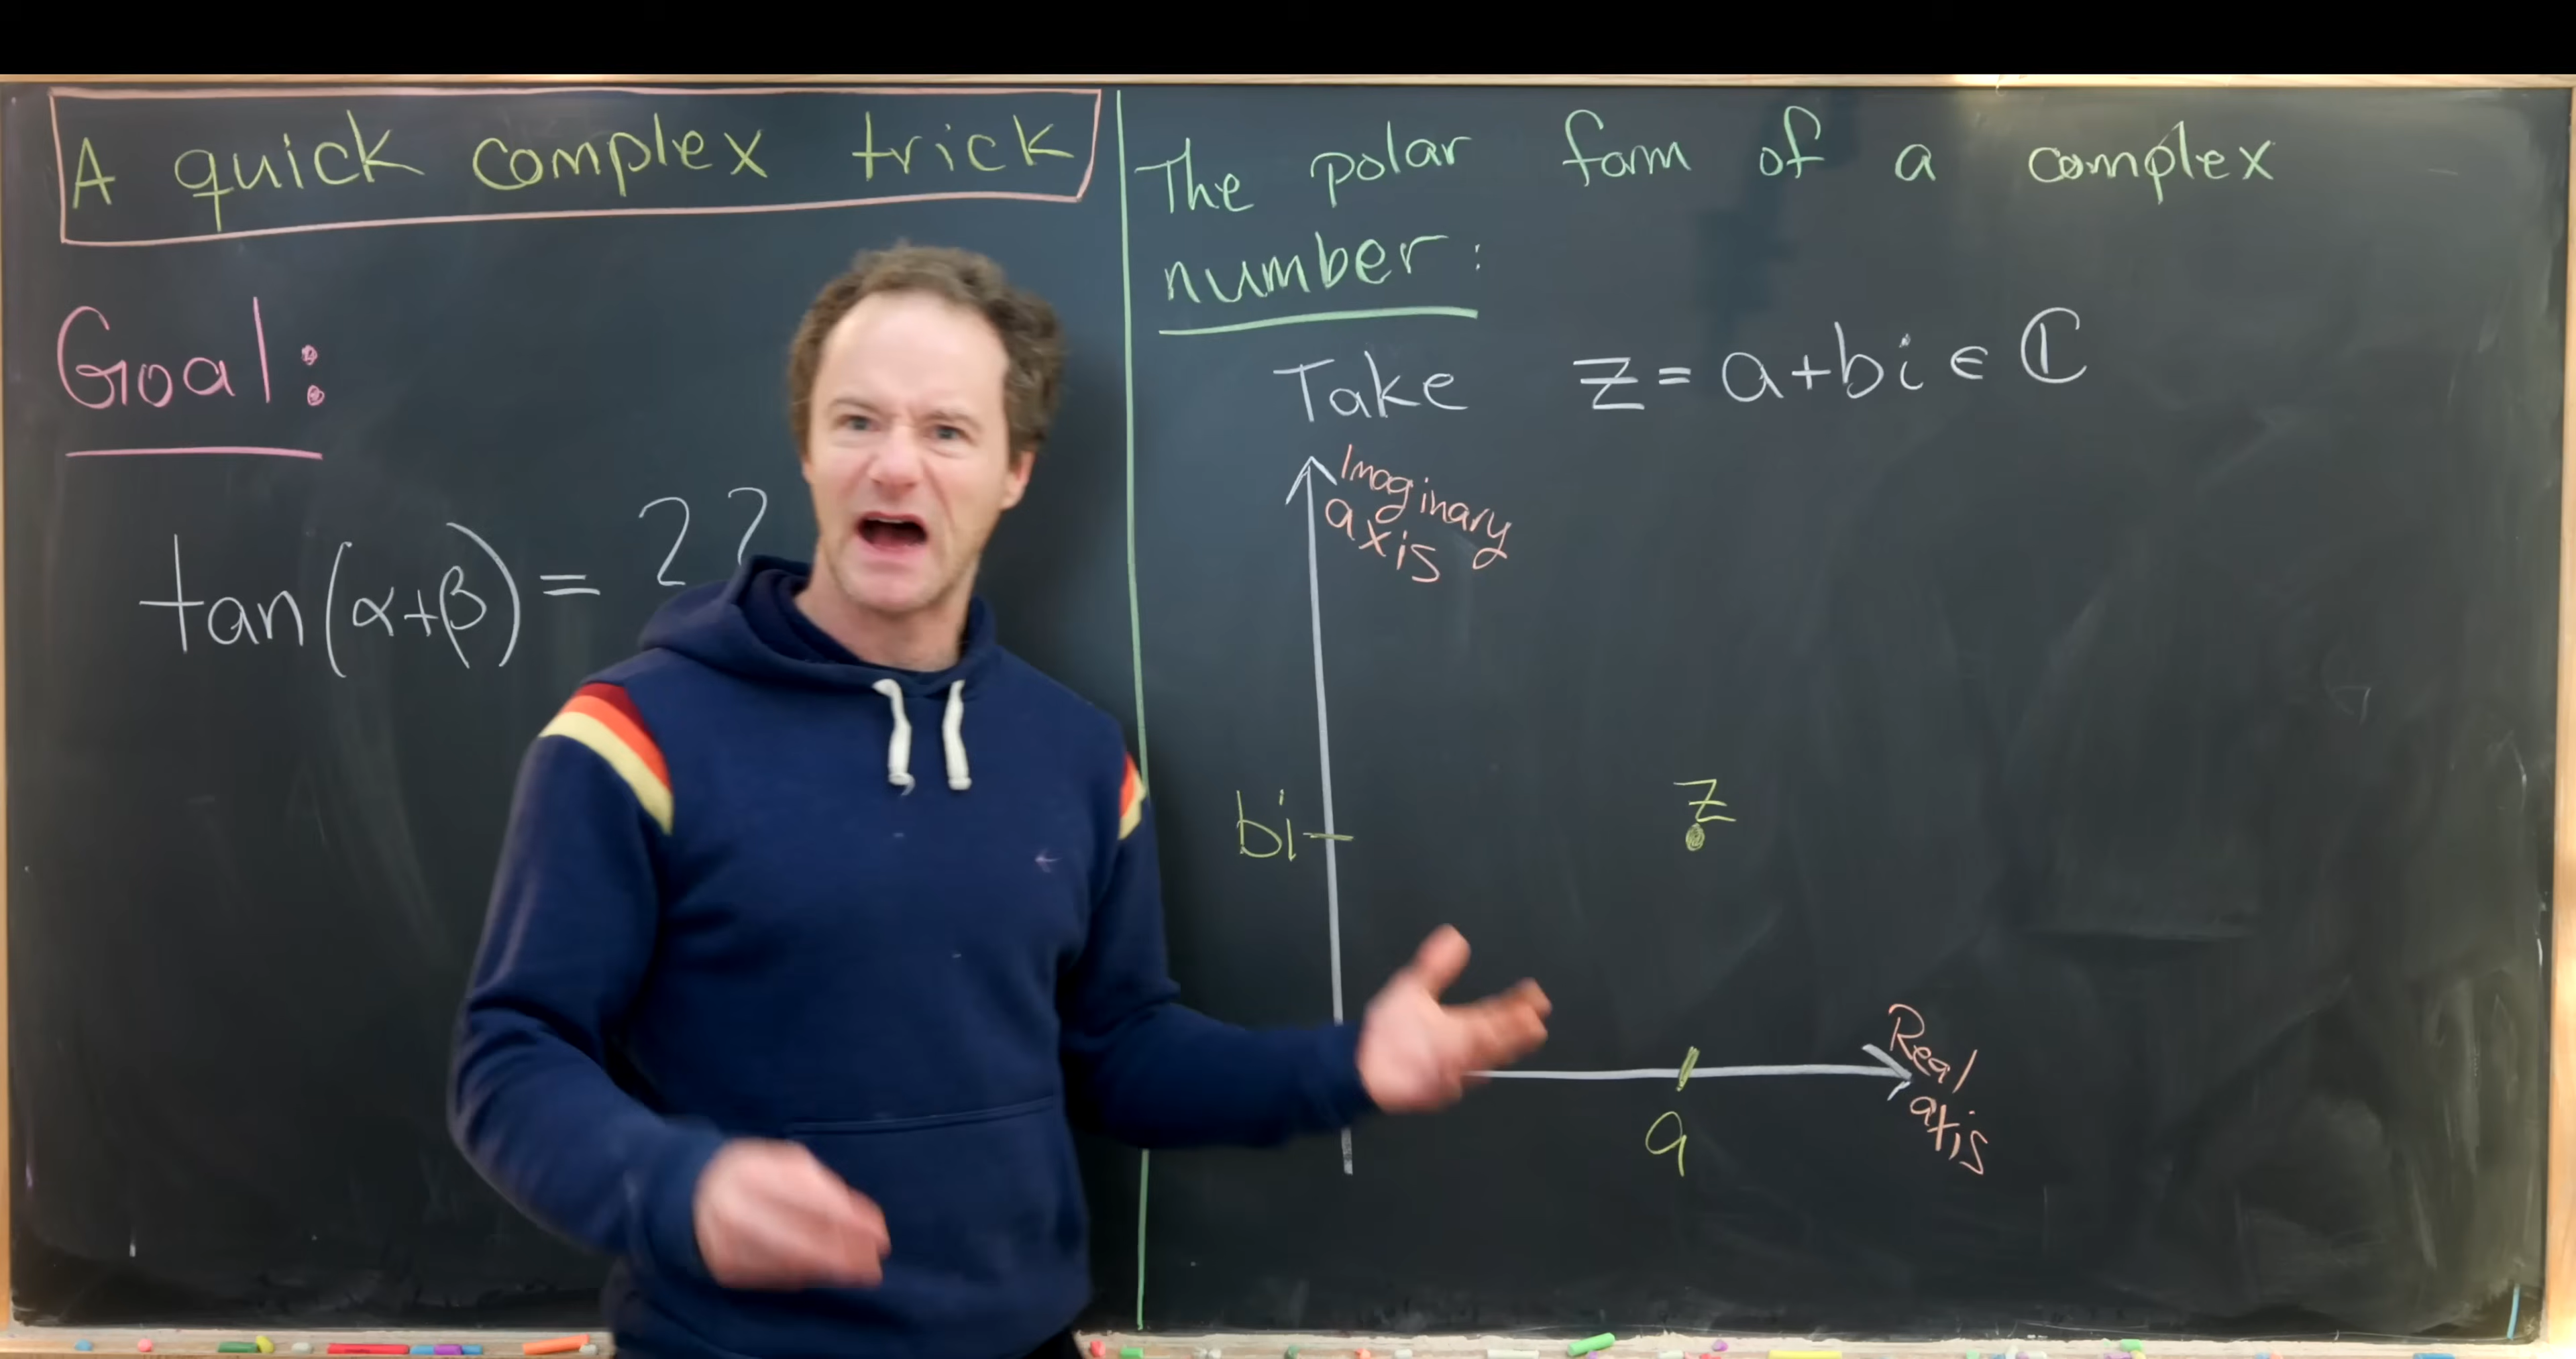 A quick complex trick
Goal:
tan(α+β) = ??
The polar form of a complex
number:
Take z = a+bi ∈ ℂ
Imaginary
axis
bi
z
a
Real
axis